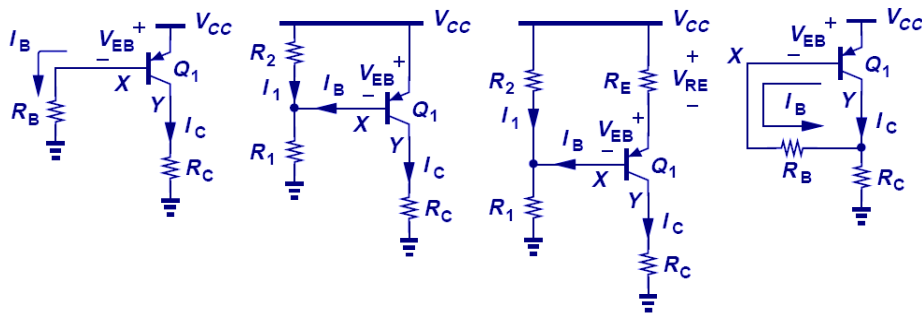 V_CC
I_B
V_EB + −
X
Q_1
Y
R_B
I_C
R_C
V_CC
R_2
I_1
I_B
V_EB + −
X
Q_1
Y
R_1
I_C
R_C
V_CC
R_2
R_E
+
V_RE
−
I_1
I_B
V_EB + −
X
Q_1
Y
R_1
I_C
R_C
V_CC
V_EB + −
X
Q_1
Y
I_B
I_C
R_B
R_C